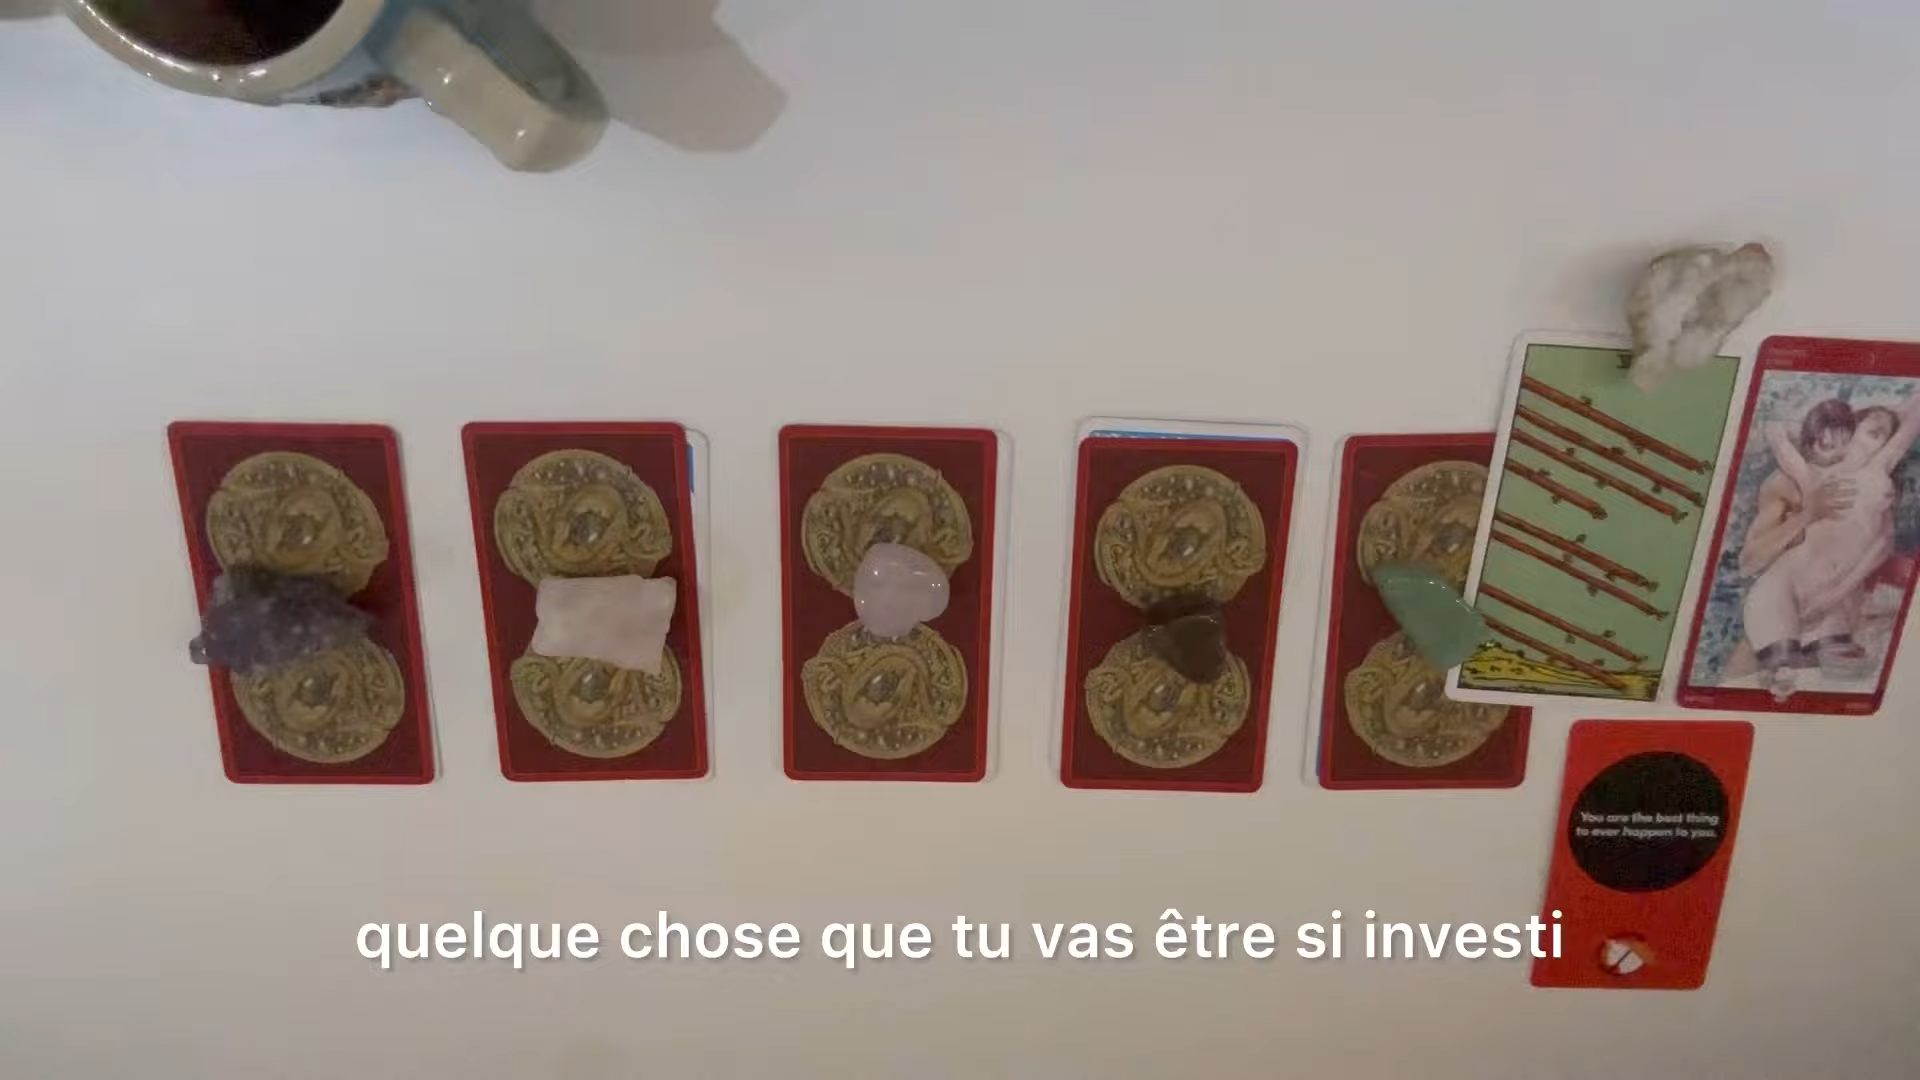 You are the best thing
to ever happen to you.
quelque chose que tu vas être si investi